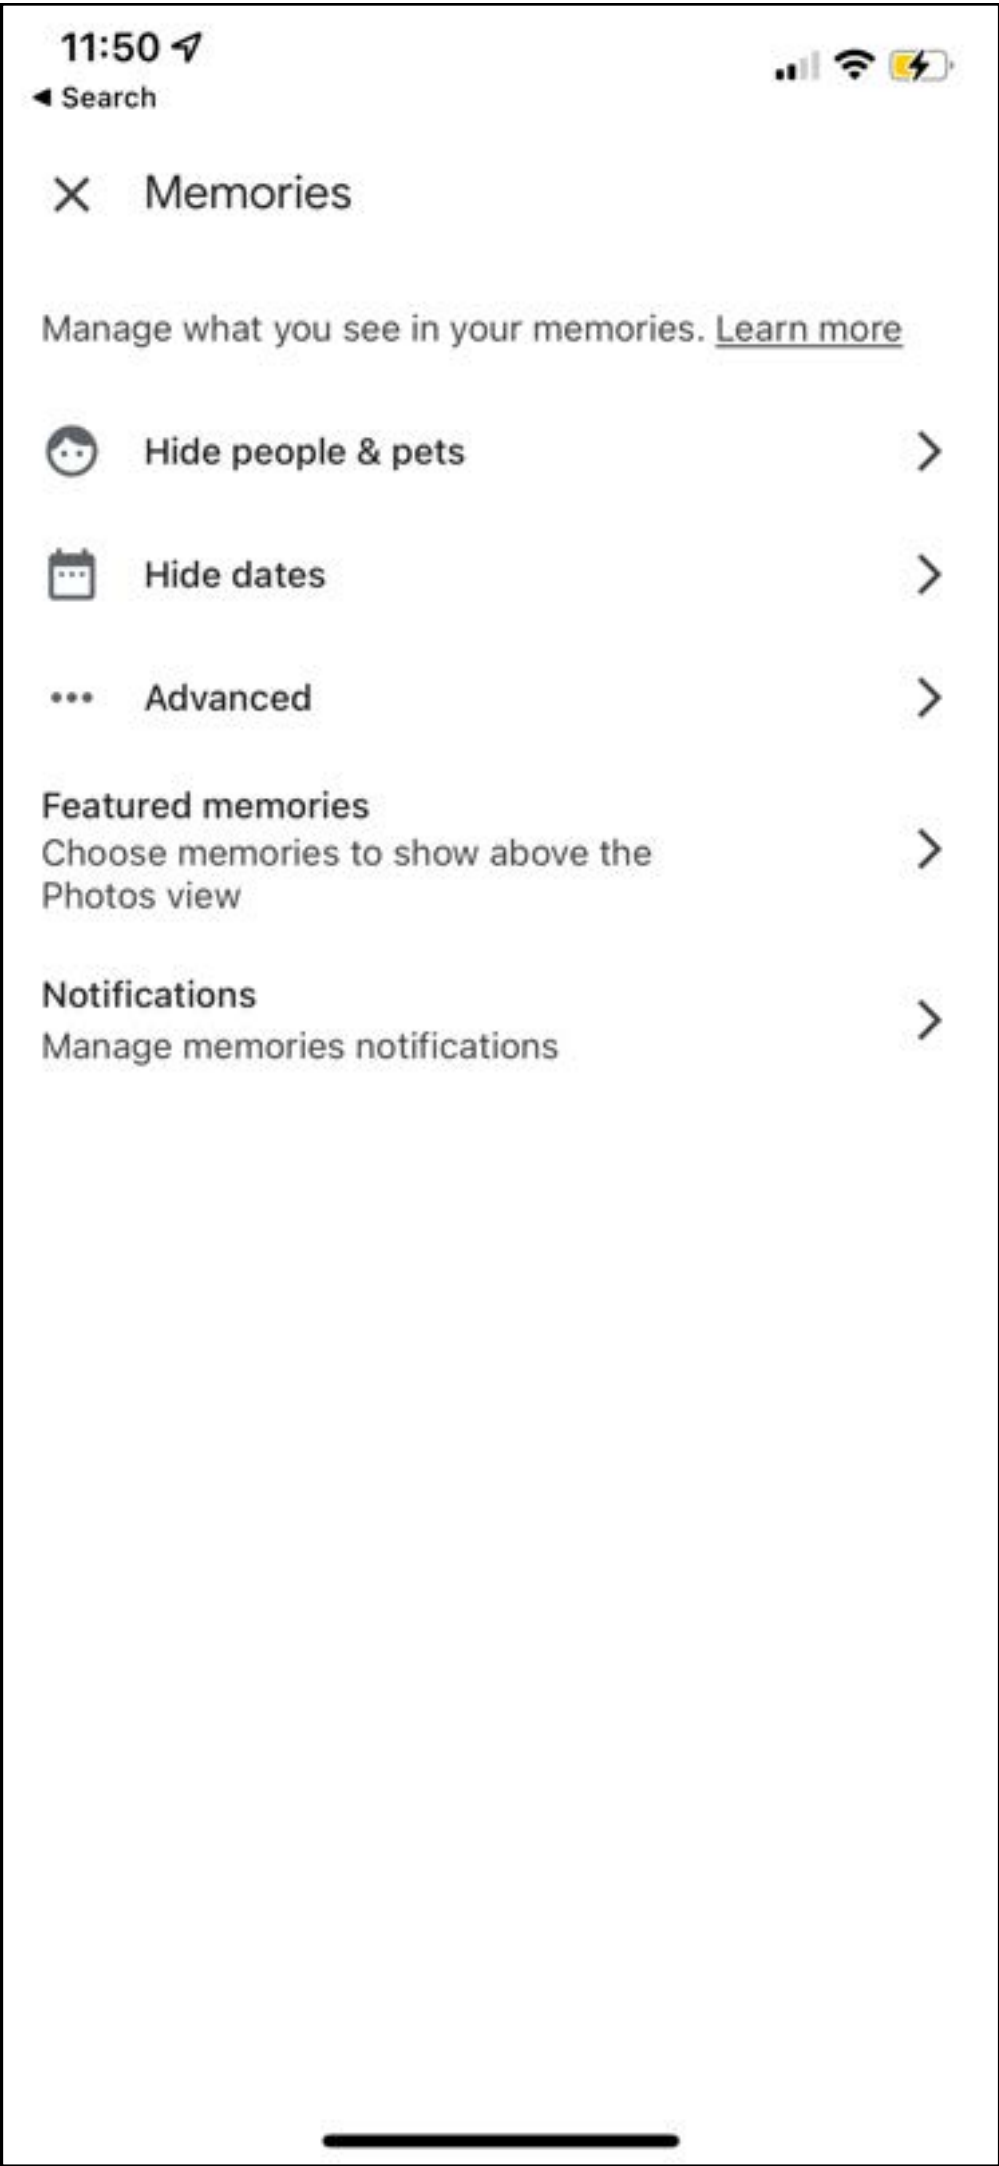 11:50
Search
Memories
Manage what you see in your memories. Learn more
Hide people & pets
Hide dates
Advanced
Featured memories
Choose memories to show above the
Photos view
Notifications
Manage memories notifications